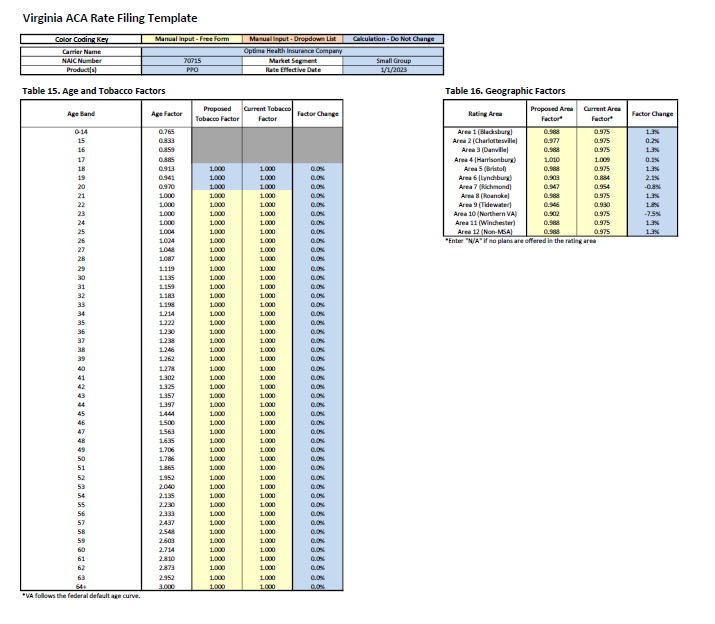 Virginia ACA Rate Filing Template
Color Coding Key Manual Input - Free Form Manual Input - Dropdown List Calculation - Do Not Change
Carrier Name Optima Health Insurance Company
NAIC Number 70715 Market Segment Small Group
Product(s) PPO Rate Effective Date 1/1/2023
Table 15. Age and Tobacco Factors
Age Band Age Factor Proposed Tobacco Factor Current Tobacco Factor Factor Change
0-14 0.765
15 0.833
16 0.859
17 0.885
18 0.913 1.000 1.000 0.0%
19 0.941 1.000 1.000 0.0%
20 0.970 1.000 1.000 0.0%
21 1.000 1.000 1.000 0.0%
22 1.000 1.000 1.000 0.0%
23 1.000 1.000 1.000 0.0%
24 1.000 1.000 1.000 0.0%
25 1.004 1.000 1.000 0.0%
26 1.024 1.000 1.000 0.0%
27 1.048 1.000 1.000 0.0%
28 1.087 1.000 1.000 0.0%
29 1.119 1.000 1.000 0.0%
30 1.135 1.000 1.000 0.0%
31 1.159 1.000 1.000 0.0%
32 1.183 1.000 1.000 0.0%
33 1.198 1.000 1.000 0.0%
34 1.214 1.000 1.000 0.0%
35 1.222 1.000 1.000 0.0%
36 1.230 1.000 1.000 0.0%
37 1.238 1.000 1.000 0.0%
38 1.246 1.000 1.000 0.0%
39 1.262 1.000 1.000 0.0%
40 1.278 1.000 1.000 0.0%
41 1.302 1.000 1.000 0.0%
42 1.325 1.000 1.000 0.0%
43 1.357 1.000 1.000 0.0%
44 1.397 1.000 1.000 0.0%
45 1.444 1.000 1.000 0.0%
46 1.500 1.000 1.000 0.0%
47 1.563 1.000 1.000 0.0%
48 1.635 1.000 1.000 0.0%
49 1.706 1.000 1.000 0.0%
50 1.786 1.000 1.000 0.0%
51 1.865 1.000 1.000 0.0%
52 1.952 1.000 1.000 0.0%
53 2.040 1.000 1.000 0.0%
54 2.135 1.000 1.000 0.0%
55 2.230 1.000 1.000 0.0%
56 2.333 1.000 1.000 0.0%
57 2.437 1.000 1.000 0.0%
58 2.548 1.000 1.000 0.0%
59 2.603 1.000 1.000 0.0%
60 2.714 1.000 1.000 0.0%
61 2.810 1.000 1.000 0.0%
62 2.873 1.000 1.000 0.0%
63 2.952 1.000 1.000 0.0%
64+ 3.000 1.000 1.000 0.0%
*VA follows the federal default age curve.
Table 16. Geographic Factors
Rating Area Proposed Area Factor* Current Area Factor* Factor Change
Area 1 (Blacksburg) 0.988 0.975 1.3%
Area 2 (Charlottesville) 0.977 0.975 0.2%
Area 3 (Danville) 0.988 0.975 1.3%
Area 4 (Harrisonburg) 1.010 1.009 0.1%
Area 5 (Bristol) 0.988 0.975 1.3%
Area 6 (Lynchburg) 0.903 0.884 2.1%
Area 7 (Richmond) 0.947 0.954 -0.8%
Area 8 (Roanoke) 0.988 0.975 1.3%
Area 9 (Tidewater) 0.946 0.930 1.8%
Area 10 (Northern VA) 0.902 0.975 -7.5%
Area 11 (Winchester) 0.988 0.975 1.3%
Area 12 (Non-MSA) 0.988 0.975 1.3%
*Enter "N/A" if no plans are offered in the rating area